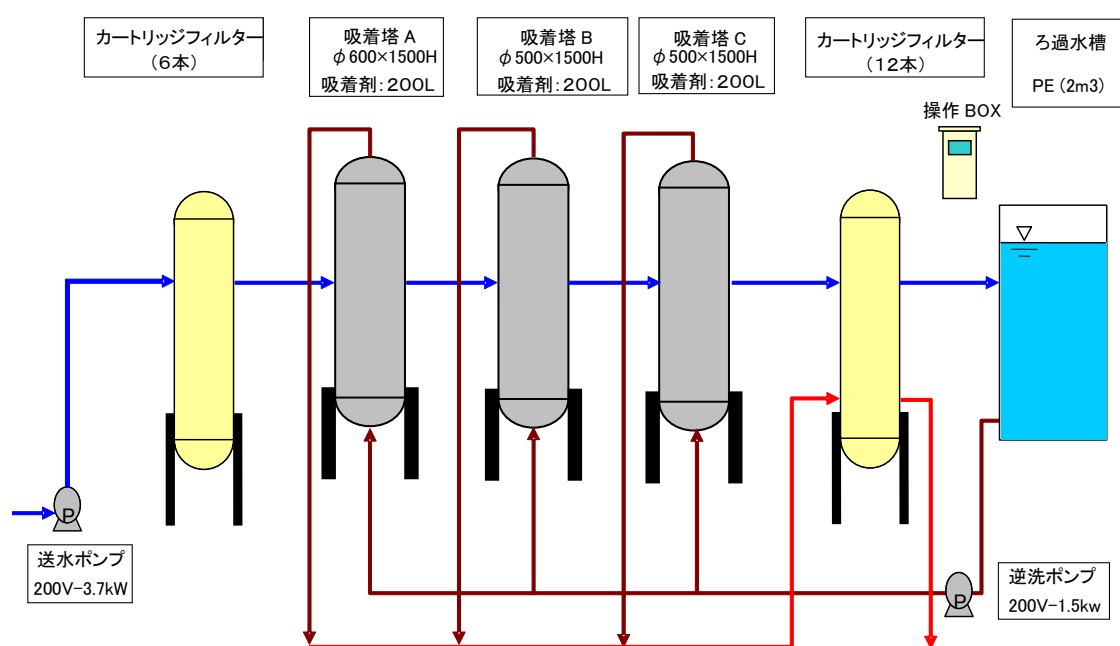 カートリッジフィルター
（6本）
吸着塔 A
φ600×1500H
吸着剤：200L
吸着塔 B
φ500×1500H
吸着剤：200L
吸着塔 C
φ500×1500H
吸着剤：200L
カートリッジフィルター
（12本）
ろ過水槽
PE（2m3）
操作 BOX
P
送水ポンプ
200V-3.7kW
P
逆洗ポンプ
200V-1.5kw